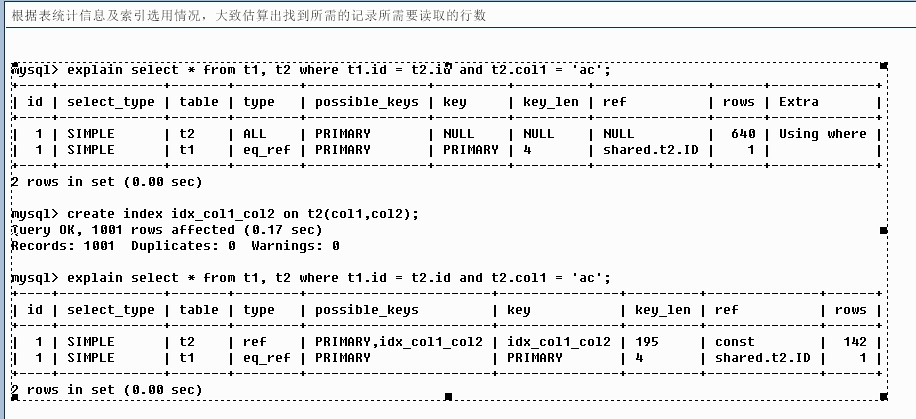 根据表统计信息及索引选用情况，大致估算出找到所需的记录所需要读取的行数
mysql> explain select * from t1, t2 where t1.id = t2.id and t2.col1 = 'ac';
+----+-------------+-------+--------+---------------+---------+---------+--------------+------+-------------+
| id | select_type | table | type   | possible_keys | key     | key_len | ref          | rows | Extra       |
+----+-------------+-------+--------+---------------+---------+---------+--------------+------+-------------+
|  1 | SIMPLE      | t2    | ALL    | PRIMARY       | NULL    | NULL    | NULL         |  640 | Using where |
|  1 | SIMPLE      | t1    | eq_ref | PRIMARY       | PRIMARY | 4       | shared.t2.ID |    1 |             |
+----+-------------+-------+--------+---------------+---------+---------+--------------+------+-------------+
2 rows in set (0.00 sec)
mysql> create index idx_col1_col2 on t2(col1,col2);
Query OK, 1001 rows affected (0.17 sec)
Records: 1001  Duplicates: 0  Warnings: 0
mysql> explain select * from t1, t2 where t1.id = t2.id and t2.col1 = 'ac';
+----+-------------+-------+--------+-----------------------+---------------+---------+--------------+------+
| id | select_type | table | type   | possible_keys         | key           | key_len | ref          | rows |
+----+-------------+-------+--------+-----------------------+---------------+---------+--------------+------+
|  1 | SIMPLE      | t2    | ref    | PRIMARY,idx_col1_col2 | idx_col1_col2 | 195     | const        |  142 |
|  1 | SIMPLE      | t1    | eq_ref | PRIMARY               | PRIMARY       | 4       | shared.t2.ID |    1 |
+----+-------------+-------+--------+-----------------------+---------------+---------+--------------+------+
2 rows in set (0.00 sec)